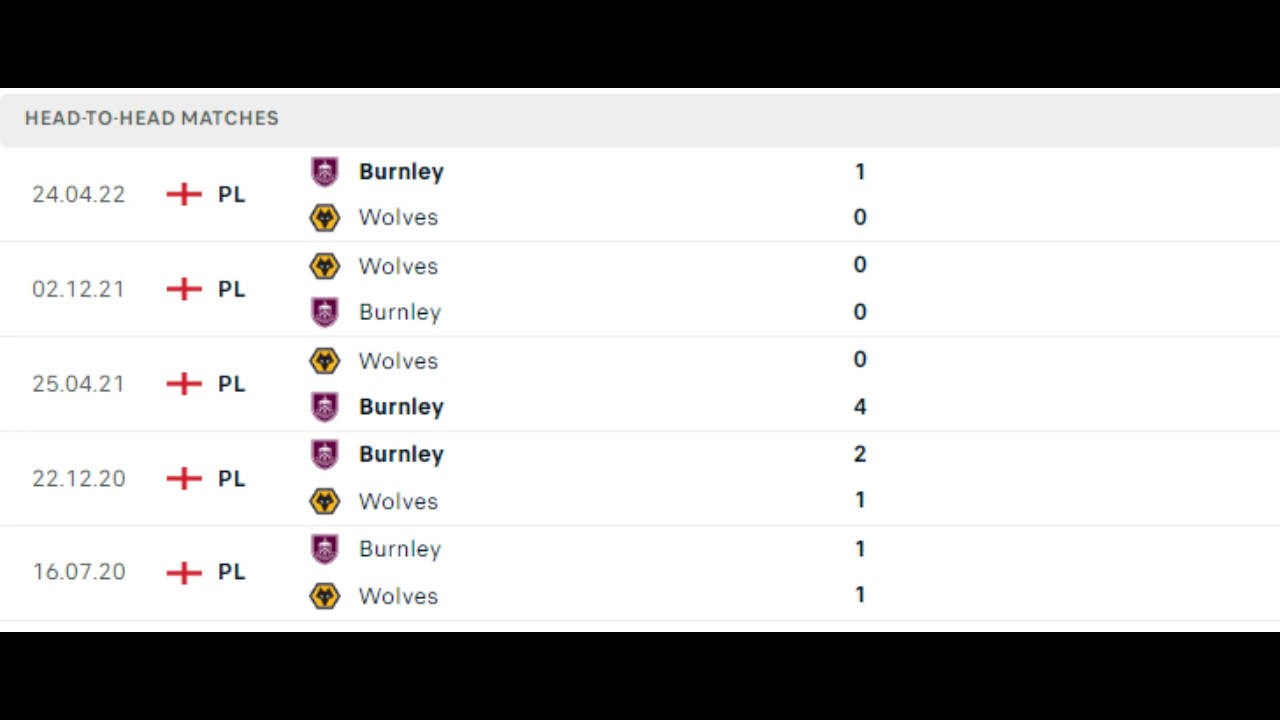 HEAD-TO-HEAD MATCHES
24.04.22 PL Burnley 1
Wolves 0
02.12.21 PL Wolves 0
Burnley 0
25.04.21 PL Wolves 0
Burnley 4
22.12.20 PL Burnley 2
Wolves 1
16.07.20 PL Burnley 1
Wolves 1